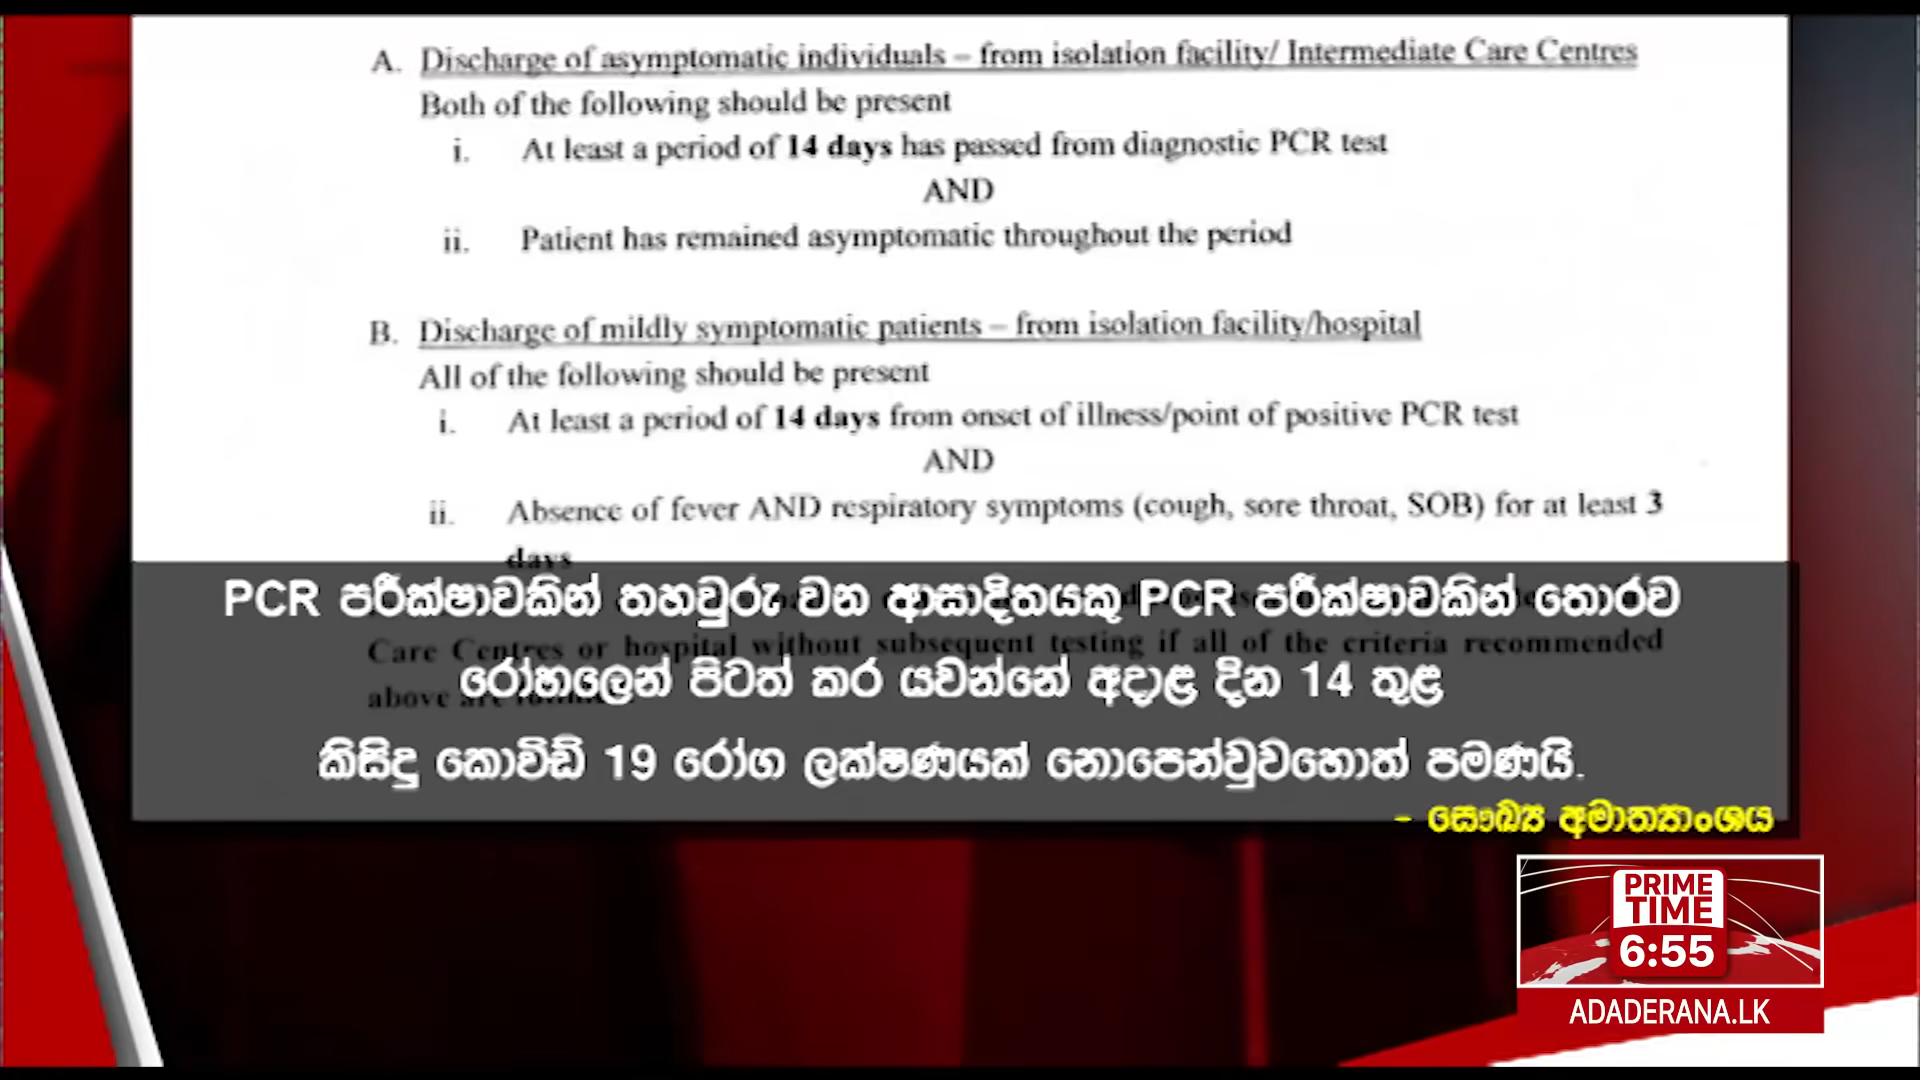 A. Discharge of asymptomatic individuals – from isolation facility/ Intermediate Care Centres
Both of the following should be present
i. At least a period of 14 days has passed from diagnostic PCR test
AND
ii. Patient has remained asymptomatic throughout the period
B. Discharge of mildly symptomatic patients – from isolation facility/hospital
All of the following should be present
i. At least a period of 14 days from onset of illness/point of positive PCR test
AND
ii. Absence of fever AND respiratory symptoms (cough, sore throat, SOB) for at least 3
days
PCR පරීක්ෂාවකින් තහවුරු වන ආසාදිතයකු PCR පරීක්ෂාවකින් තොරව
Care Centres or hospital without subsequent testing if all of the criteria recommended
රෝහලෙන් පිටත් කර යවන්නේ අදාළ දින 14 තුළ
above are
කිසිදු කොවිඩ් 19 රෝග ලක්ෂණයක් නොපෙන්වුවහොත් පමණයි.
- සෞඛ්‍ය අමාත්‍යාංශය
PRIME
TIME
6:55
ADADERANA.LK